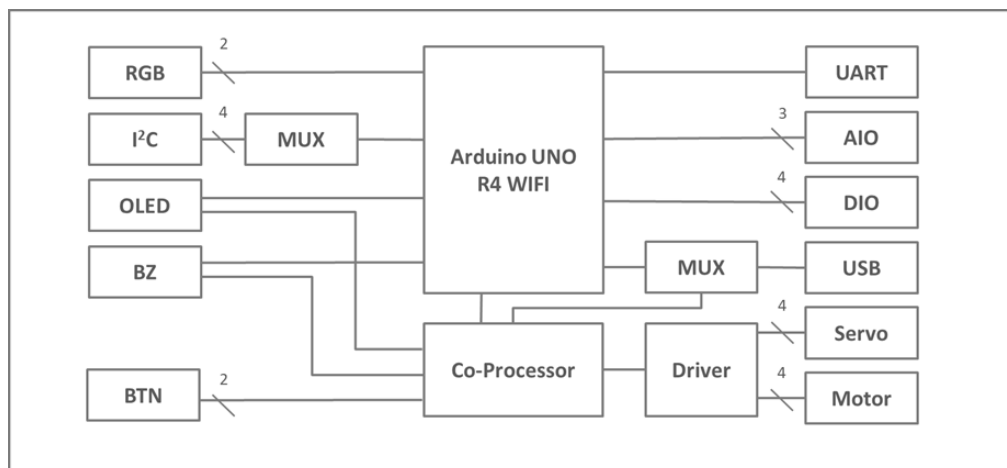 2
RGB
UART
4
I²C
MUX
3
AIO
Arduino UNO
R4 WIFI
OLED
4
DIO
BZ
MUX
USB
4
Servo
Co-Processor
Driver
2
BTN
4
Motor